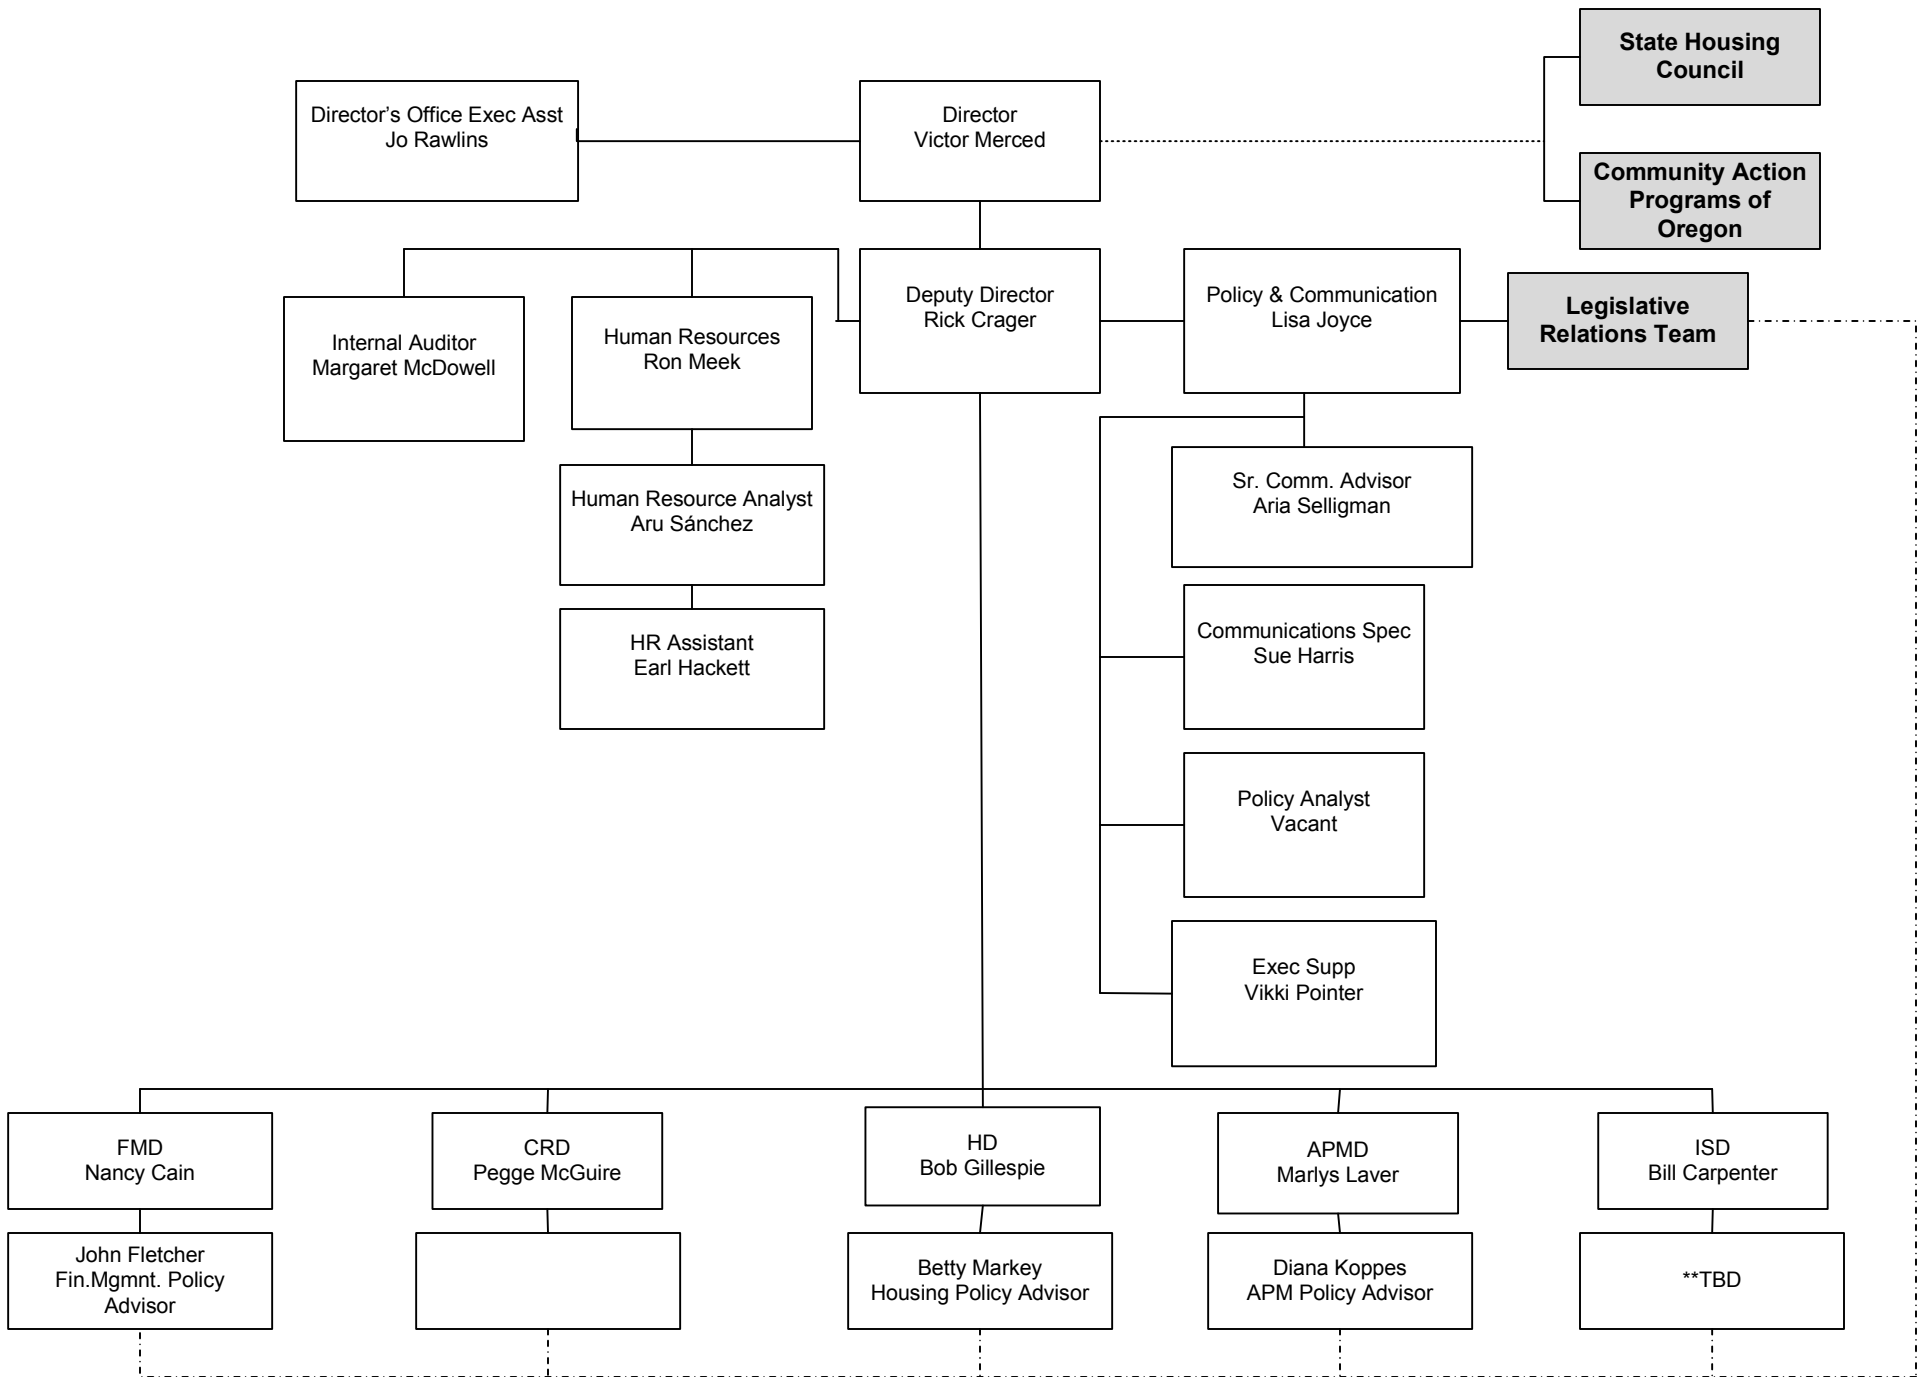 State Housing
Council
Director’s Office Exec Asst
Jo Rawlins
Director
Victor Merced
Community Action
Programs of
Oregon
Internal Auditor
Margaret McDowell
Human Resources
Ron Meek
Deputy Director
Rick Crager
Policy & Communication
Lisa Joyce
Legislative
Relations Team
Human Resource Analyst
Aru Sánchez
HR Assistant
Earl Hackett
Sr. Comm. Advisor
Aria Selligman
Communications Spec
Sue Harris
Policy Analyst
Vacant
Exec Supp
Vikki Pointer
FMD
Nancy Cain
CRD
Pegge McGuire
HD
Bob Gillespie
APMD
Marlys Laver
ISD
Bill Carpenter
John Fletcher
Fin.Mgmnt. Policy
Advisor
Betty Markey
Housing Policy Advisor
Diana Koppes
APM Policy Advisor
**TBD